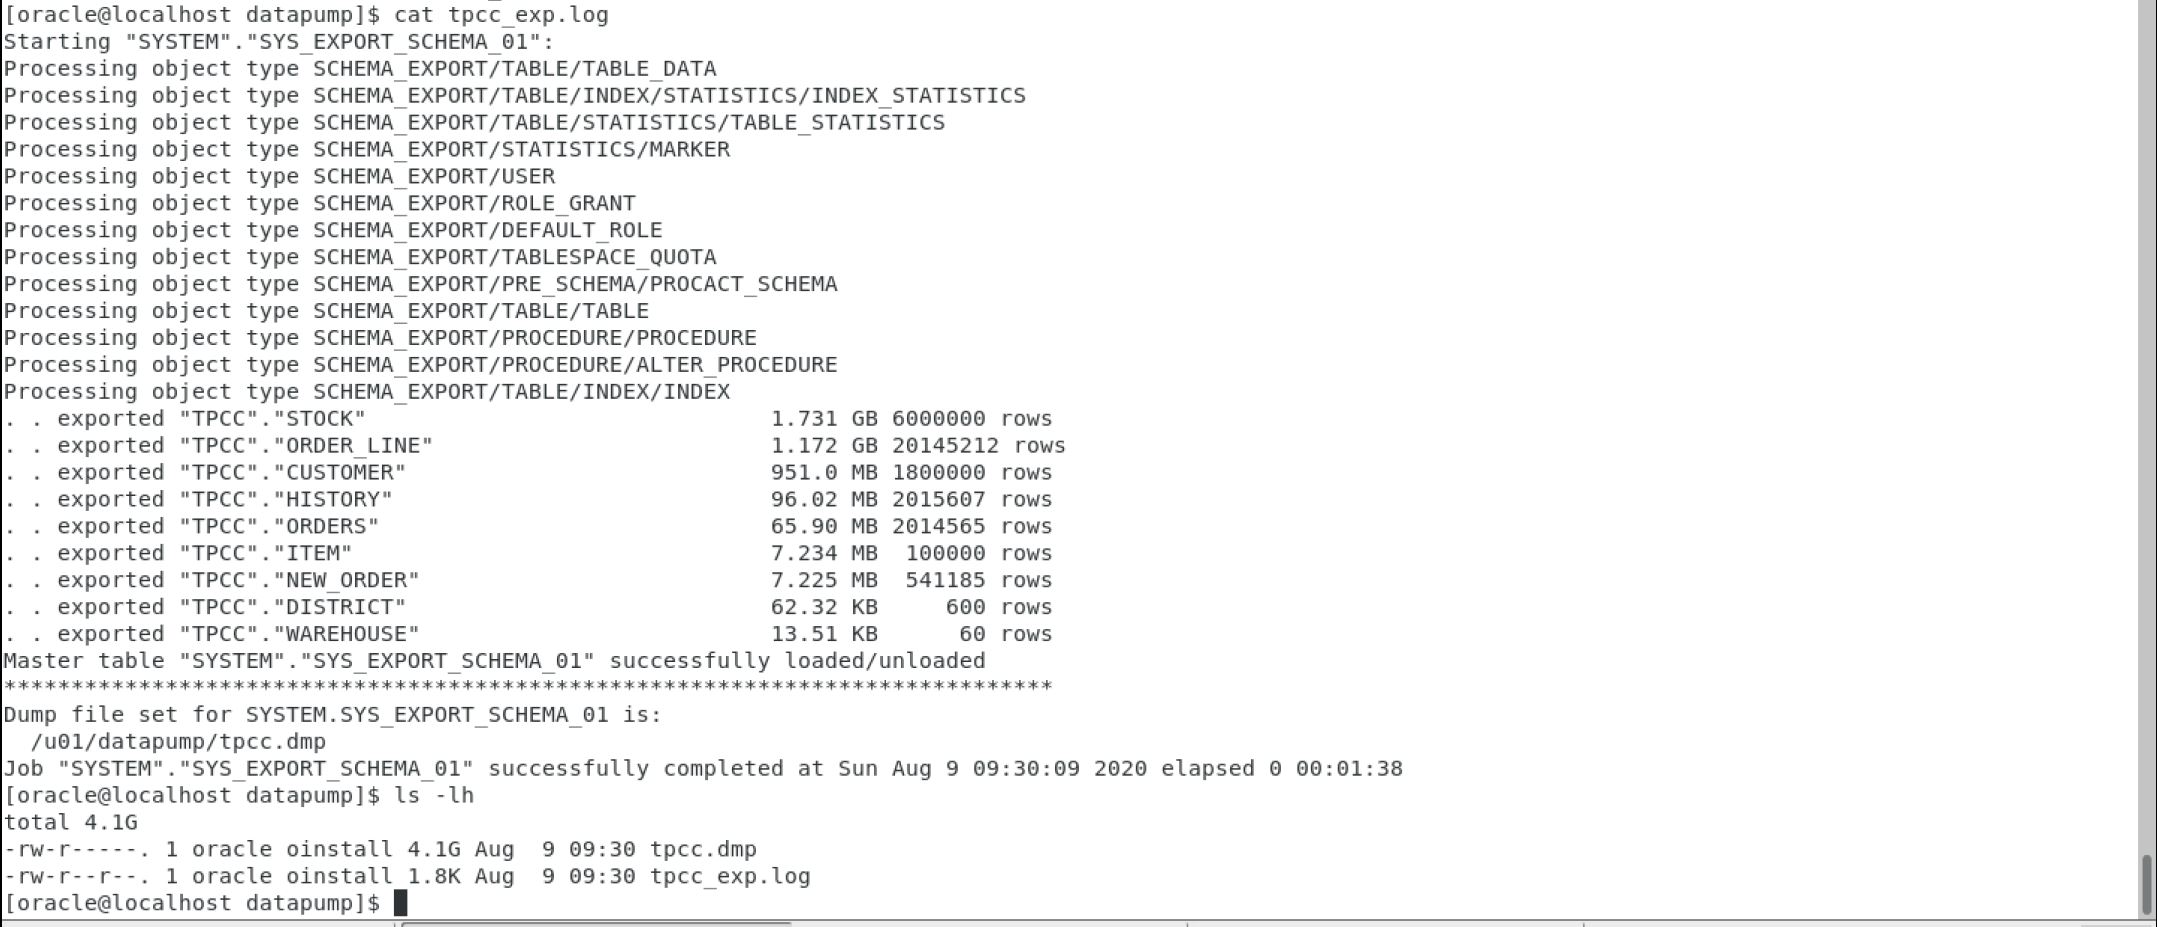 [oracle@localhost datapump]$ cat tpcc_exp.log
Starting "SYSTEM"."SYS_EXPORT_SCHEMA_01":
Processing object type SCHEMA_EXPORT/TABLE/TABLE_DATA
Processing object type SCHEMA_EXPORT/TABLE/INDEX/STATISTICS/INDEX_STATISTICS
Processing object type SCHEMA_EXPORT/TABLE/STATISTICS/TABLE_STATISTICS
Processing object type SCHEMA_EXPORT/STATISTICS/MARKER
Processing object type SCHEMA_EXPORT/USER
Processing object type SCHEMA_EXPORT/ROLE_GRANT
Processing object type SCHEMA_EXPORT/DEFAULT_ROLE
Processing object type SCHEMA_EXPORT/TABLESPACE_QUOTA
Processing object type SCHEMA_EXPORT/PRE_SCHEMA/PROCACT_SCHEMA
Processing object type SCHEMA_EXPORT/TABLE/TABLE
Processing object type SCHEMA_EXPORT/PROCEDURE/PROCEDURE
Processing object type SCHEMA_EXPORT/PROCEDURE/ALTER_PROCEDURE
Processing object type SCHEMA_EXPORT/TABLE/INDEX/INDEX
. . exported "TPCC"."STOCK"                              1.731 GB 6000000 rows
. . exported "TPCC"."ORDER_LINE"                         1.172 GB 20145212 rows
. . exported "TPCC"."CUSTOMER"                           951.0 MB 1800000 rows
. . exported "TPCC"."HISTORY"                            96.02 MB 2015607 rows
. . exported "TPCC"."ORDERS"                             65.90 MB 2014565 rows
. . exported "TPCC"."ITEM"                               7.234 MB  100000 rows
. . exported "TPCC"."NEW_ORDER"                          7.225 MB  541185 rows
. . exported "TPCC"."DISTRICT"                           62.32 KB     600 rows
. . exported "TPCC"."WAREHOUSE"                          13.51 KB      60 rows
Master table "SYSTEM"."SYS_EXPORT_SCHEMA_01" successfully loaded/unloaded
******************************************************************************
Dump file set for SYSTEM.SYS_EXPORT_SCHEMA_01 is:
  /u01/datapump/tpcc.dmp
Job "SYSTEM"."SYS_EXPORT_SCHEMA_01" successfully completed at Sun Aug 9 09:30:09 2020 elapsed 0 00:01:38
[oracle@localhost datapump]$ ls -lh
total 4.1G
-rw-r-----. 1 oracle oinstall 4.1G Aug  9 09:30 tpcc.dmp
-rw-r--r--. 1 oracle oinstall 1.8K Aug  9 09:30 tpcc_exp.log
[oracle@localhost datapump]$